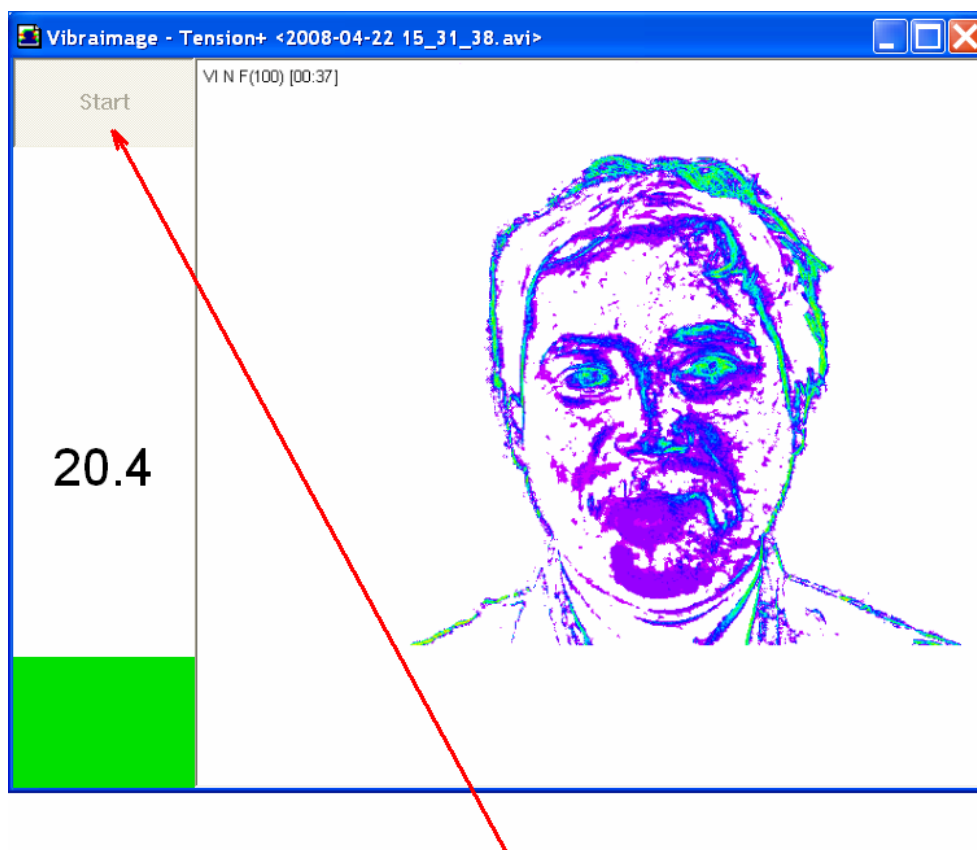 Vibraimage - Tension+ <2008-04-22 15_31_38.avi>
Start
VI N F(100) [00:37]
20.4